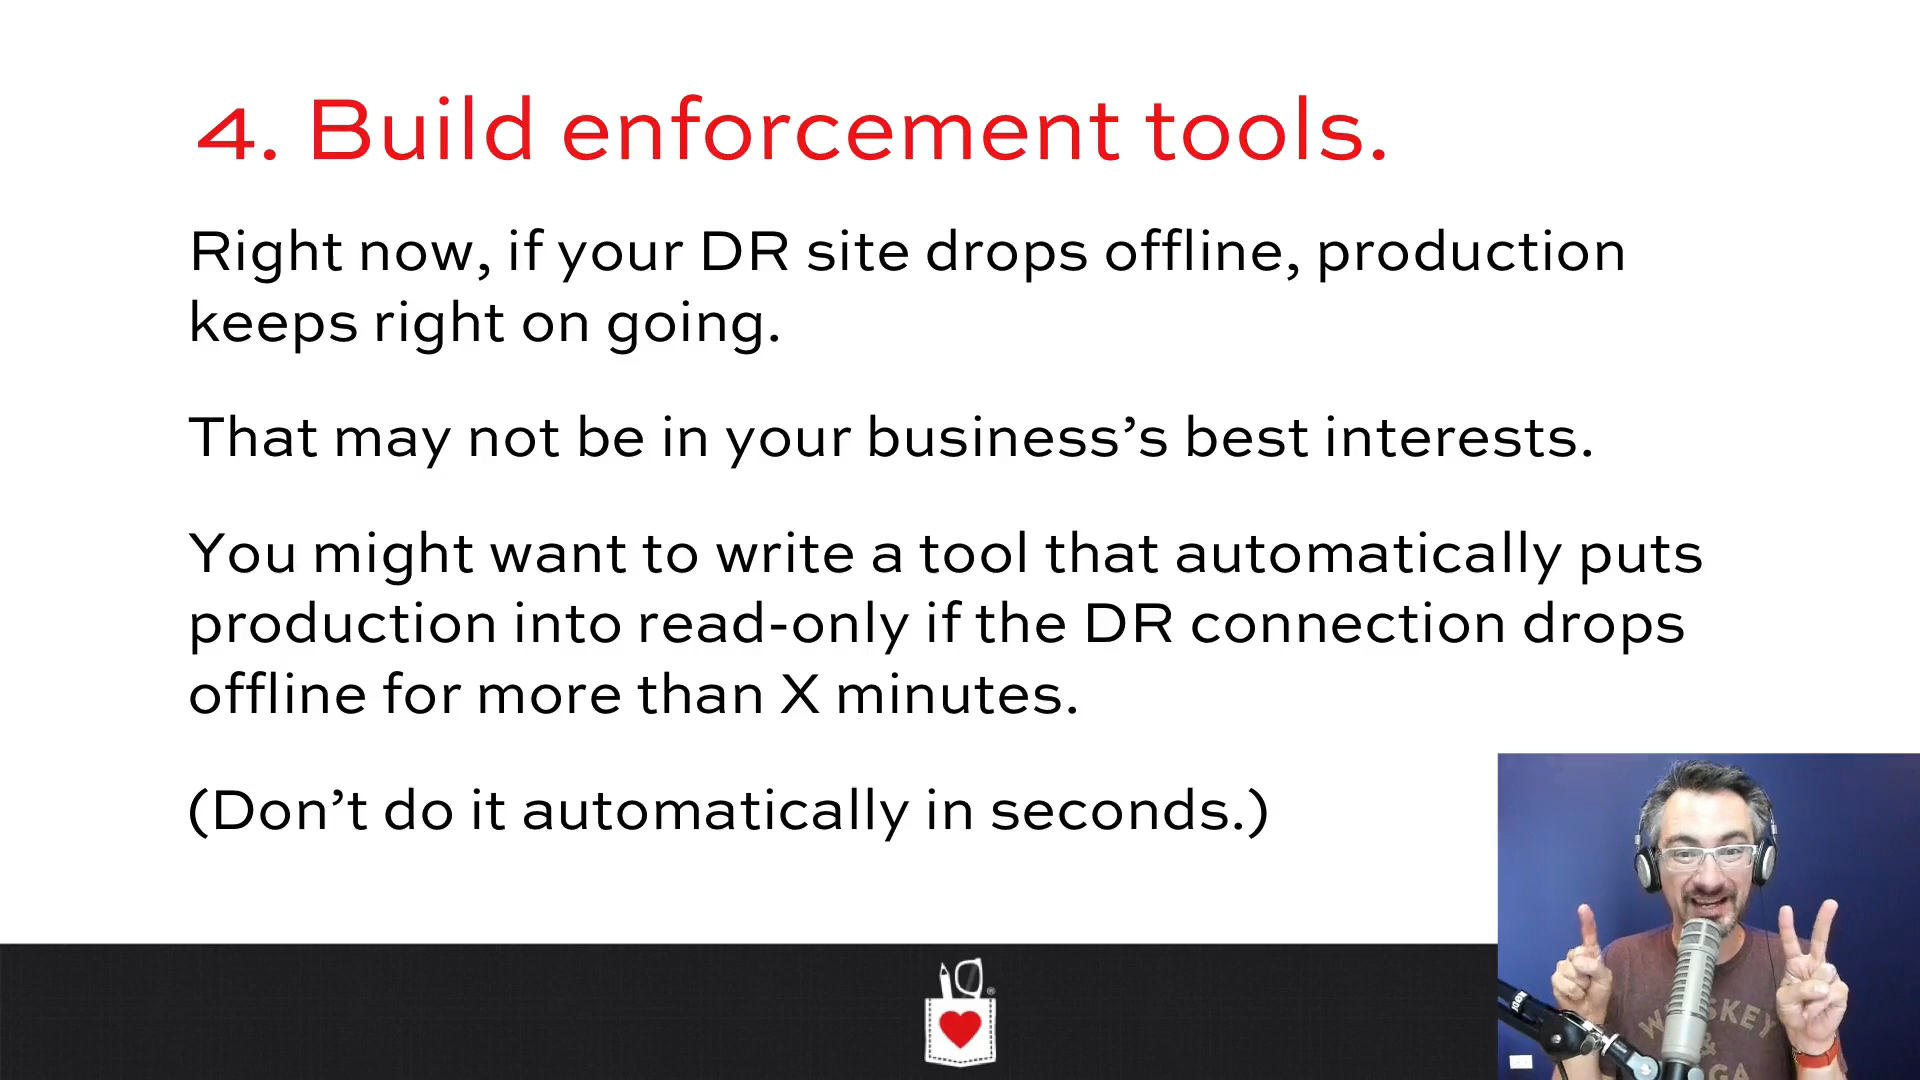 4. Build enforcement tools.
Right now, if your DR site drops offline, production
keeps right on going.
That may not be in your business’s best interests.
You might want to write a tool that automatically puts
production into read-only if the DR connection drops
offline for more than X minutes.
(Don’t do it automatically in seconds.)
®
RODE
&